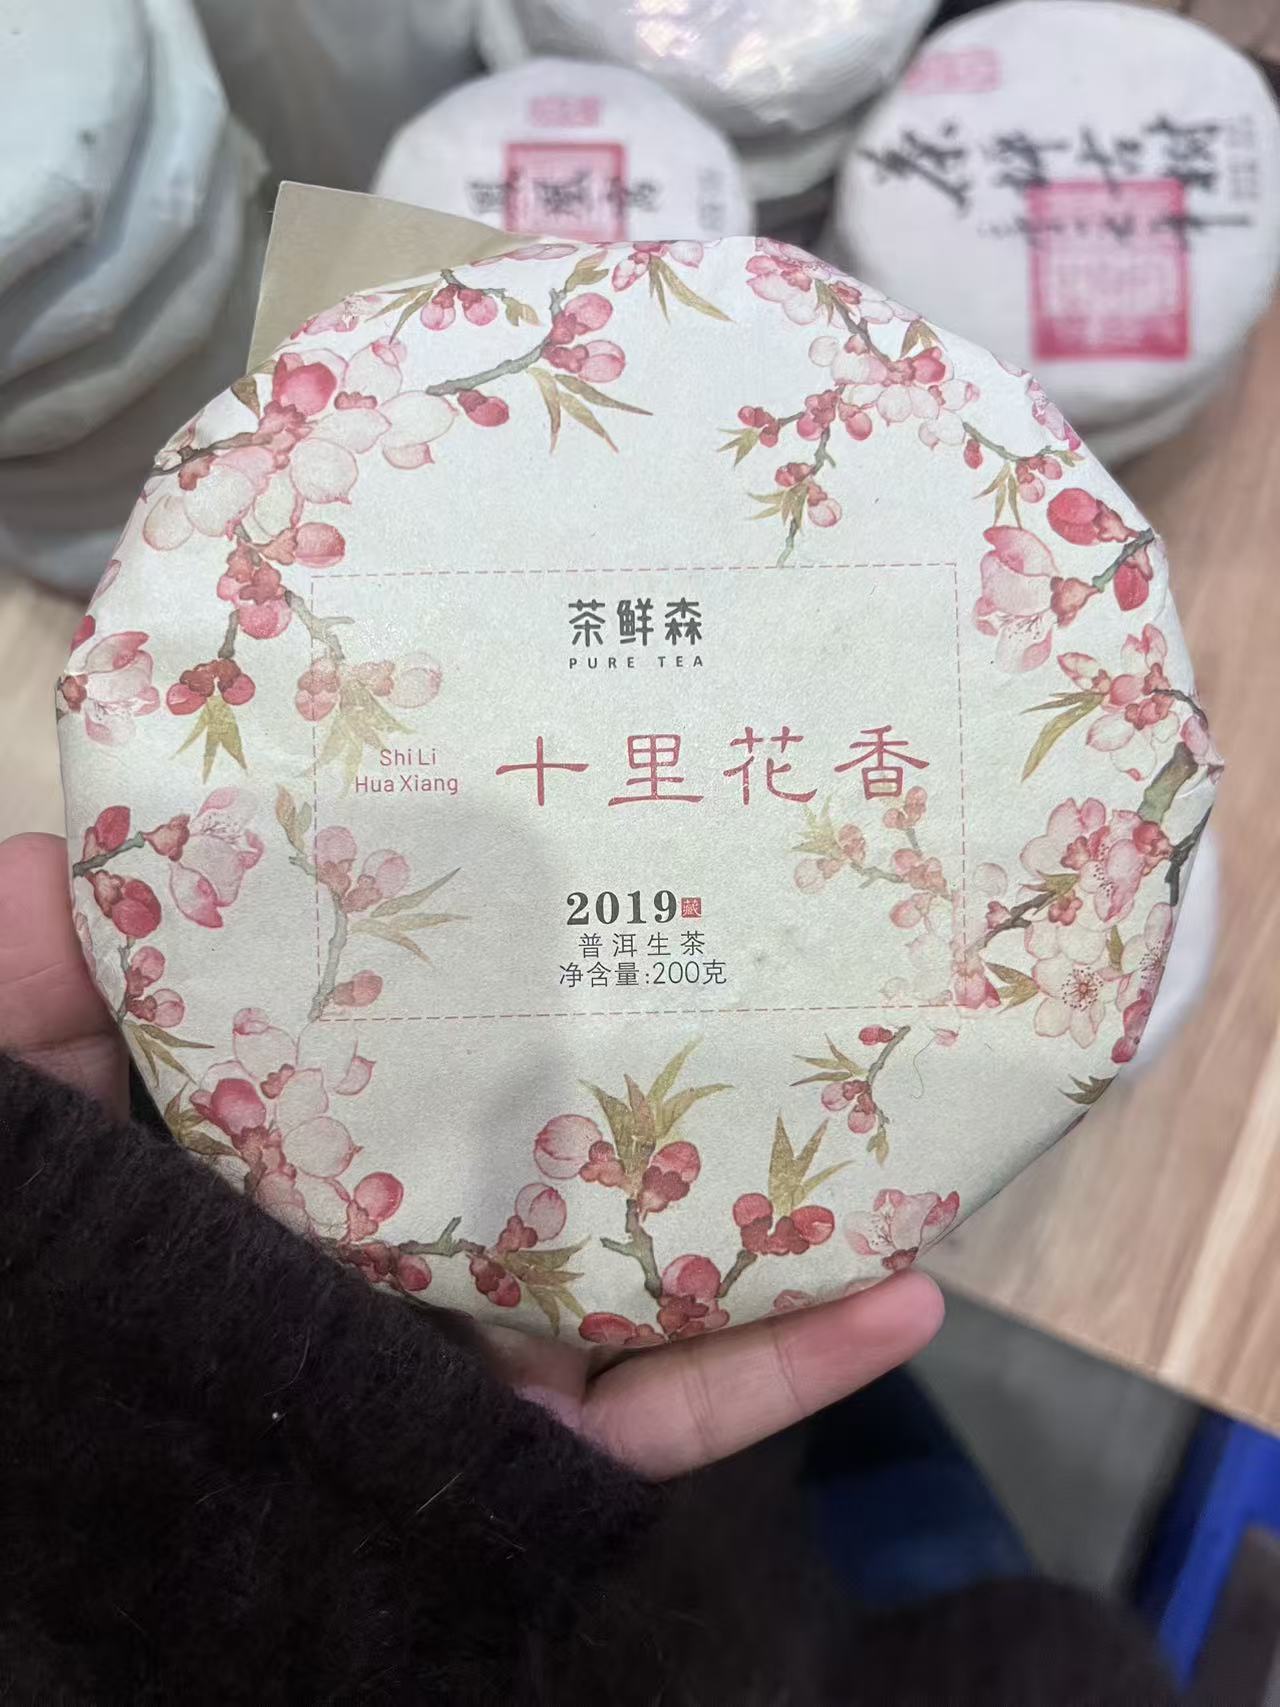 茶鲜森
PURE TEA
Shi Li
Hua Xiang
十里花香
2019藏
普洱生茶
净含量:200克